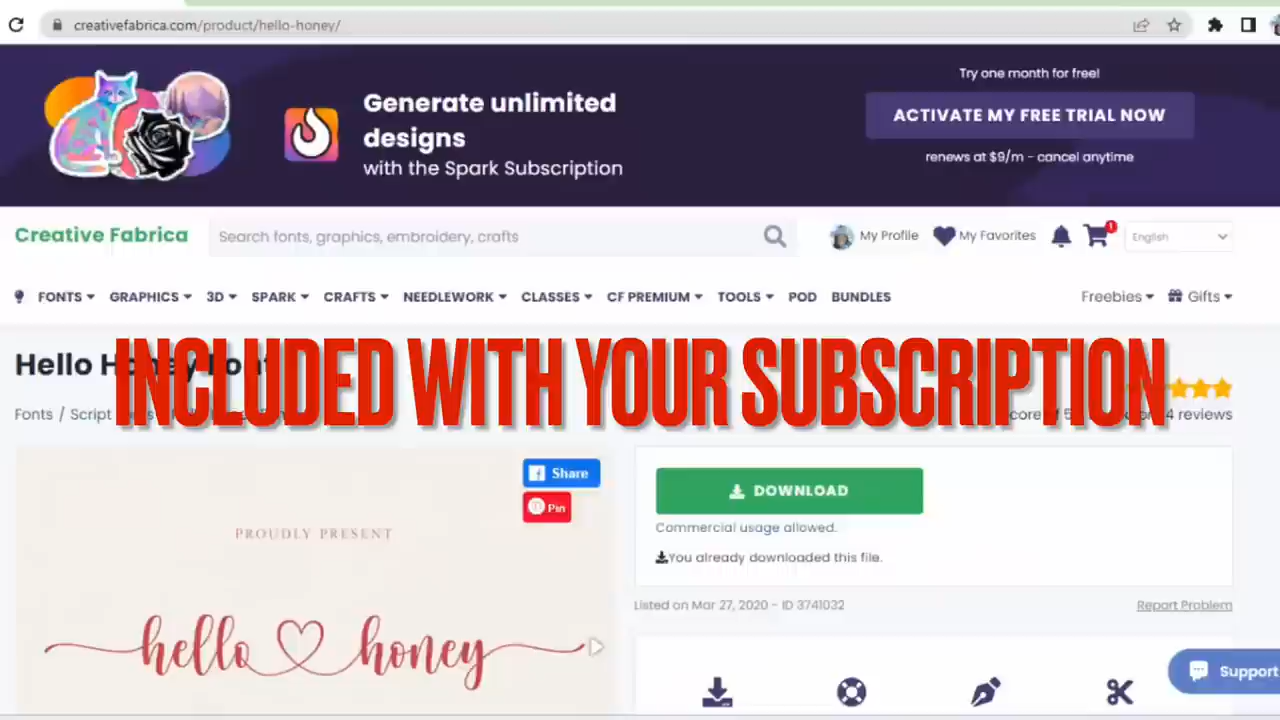 creativefabrica.com/product/hello-honey/
Generate unlimited
designs
with the Spark Subscription
Try one month for free!
ACTIVATE MY FREE TRIAL NOW
renews at $9/m - cancel anytime
Creative Fabrica
Search fonts, graphics, embroidery, crafts
My Profile
My Favorites
1
English
FONTS
GRAPHICS
3D
SPARK
CRAFTS
NEEDLEWORK
CLASSES
CF PREMIUM
TOOLS
POD
BUNDLES
Freebies
Gifts
Hello
INCLUDED WITH YOUR SUBSCRIPTION
Fonts / Script
4 reviews
Share
Pin
PROUDLY PRESENT
hello honey
DOWNLOAD
Commercial usage allowed.
You already downloaded this file.
Listed on Mar 27, 2020 - ID 3741032
Report Problem
Support